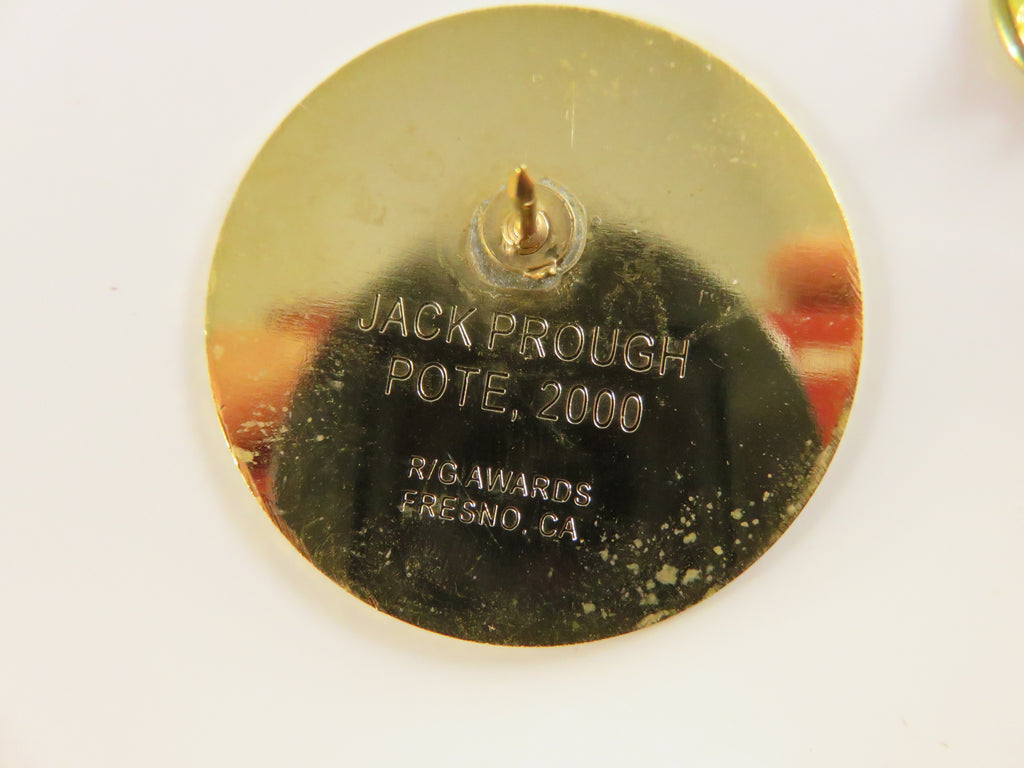 JACK PROUGH
POTE, 2000
R/G AWARDS
FRESNO, CA